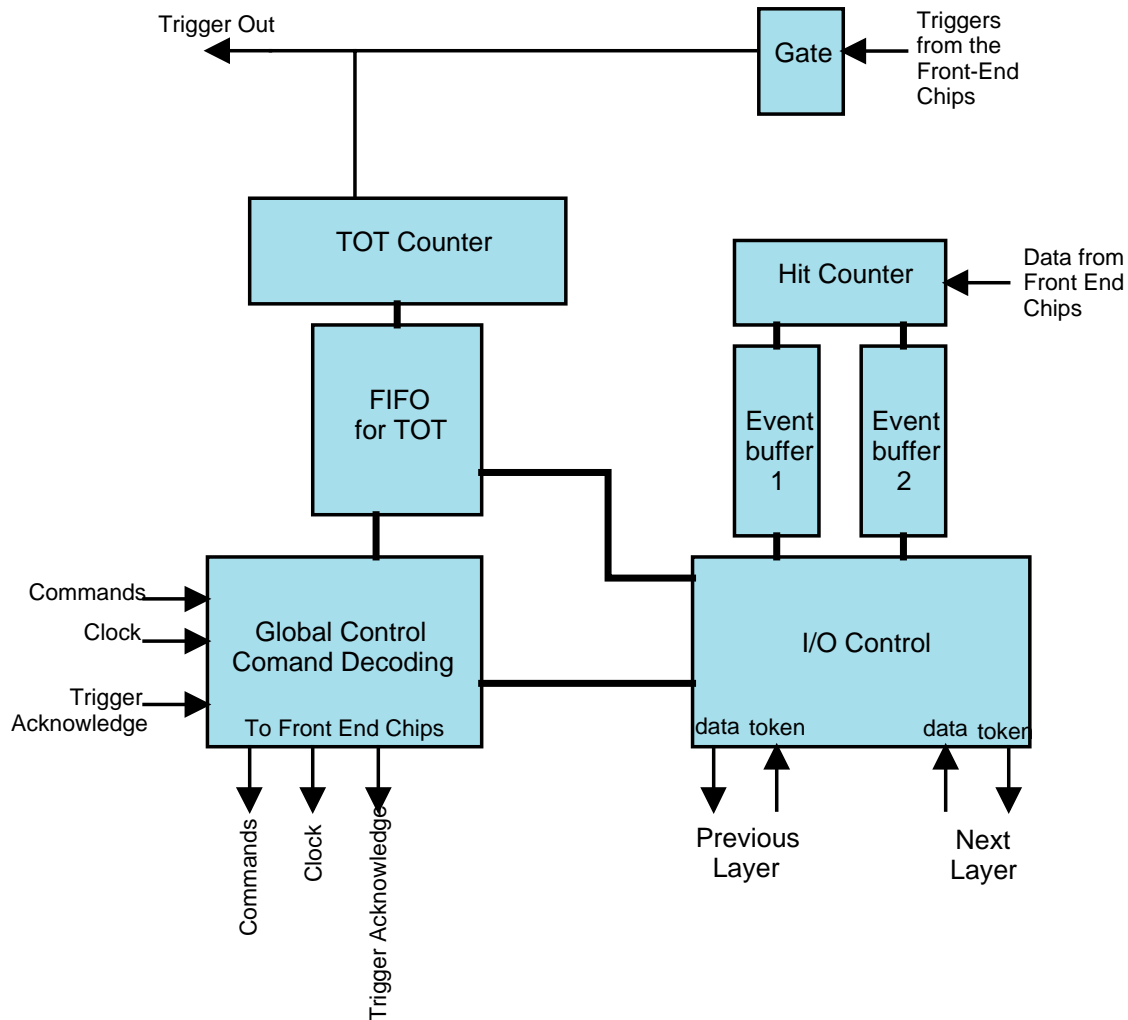 Trigger Out
Gate
Triggers
from the
Front-End
Chips
TOT Counter
Hit Counter
Data from
Front End
Chips
FIFO
for TOT
Event
buffer
1
Event
buffer
2
Commands
Clock
Trigger
Acknowledge
Global Control
Comand Decoding
To Front End Chips
I/O Control
data token
data token
Commands
Clock
Trigger Acknowledge
Previous
Layer
Next
Layer